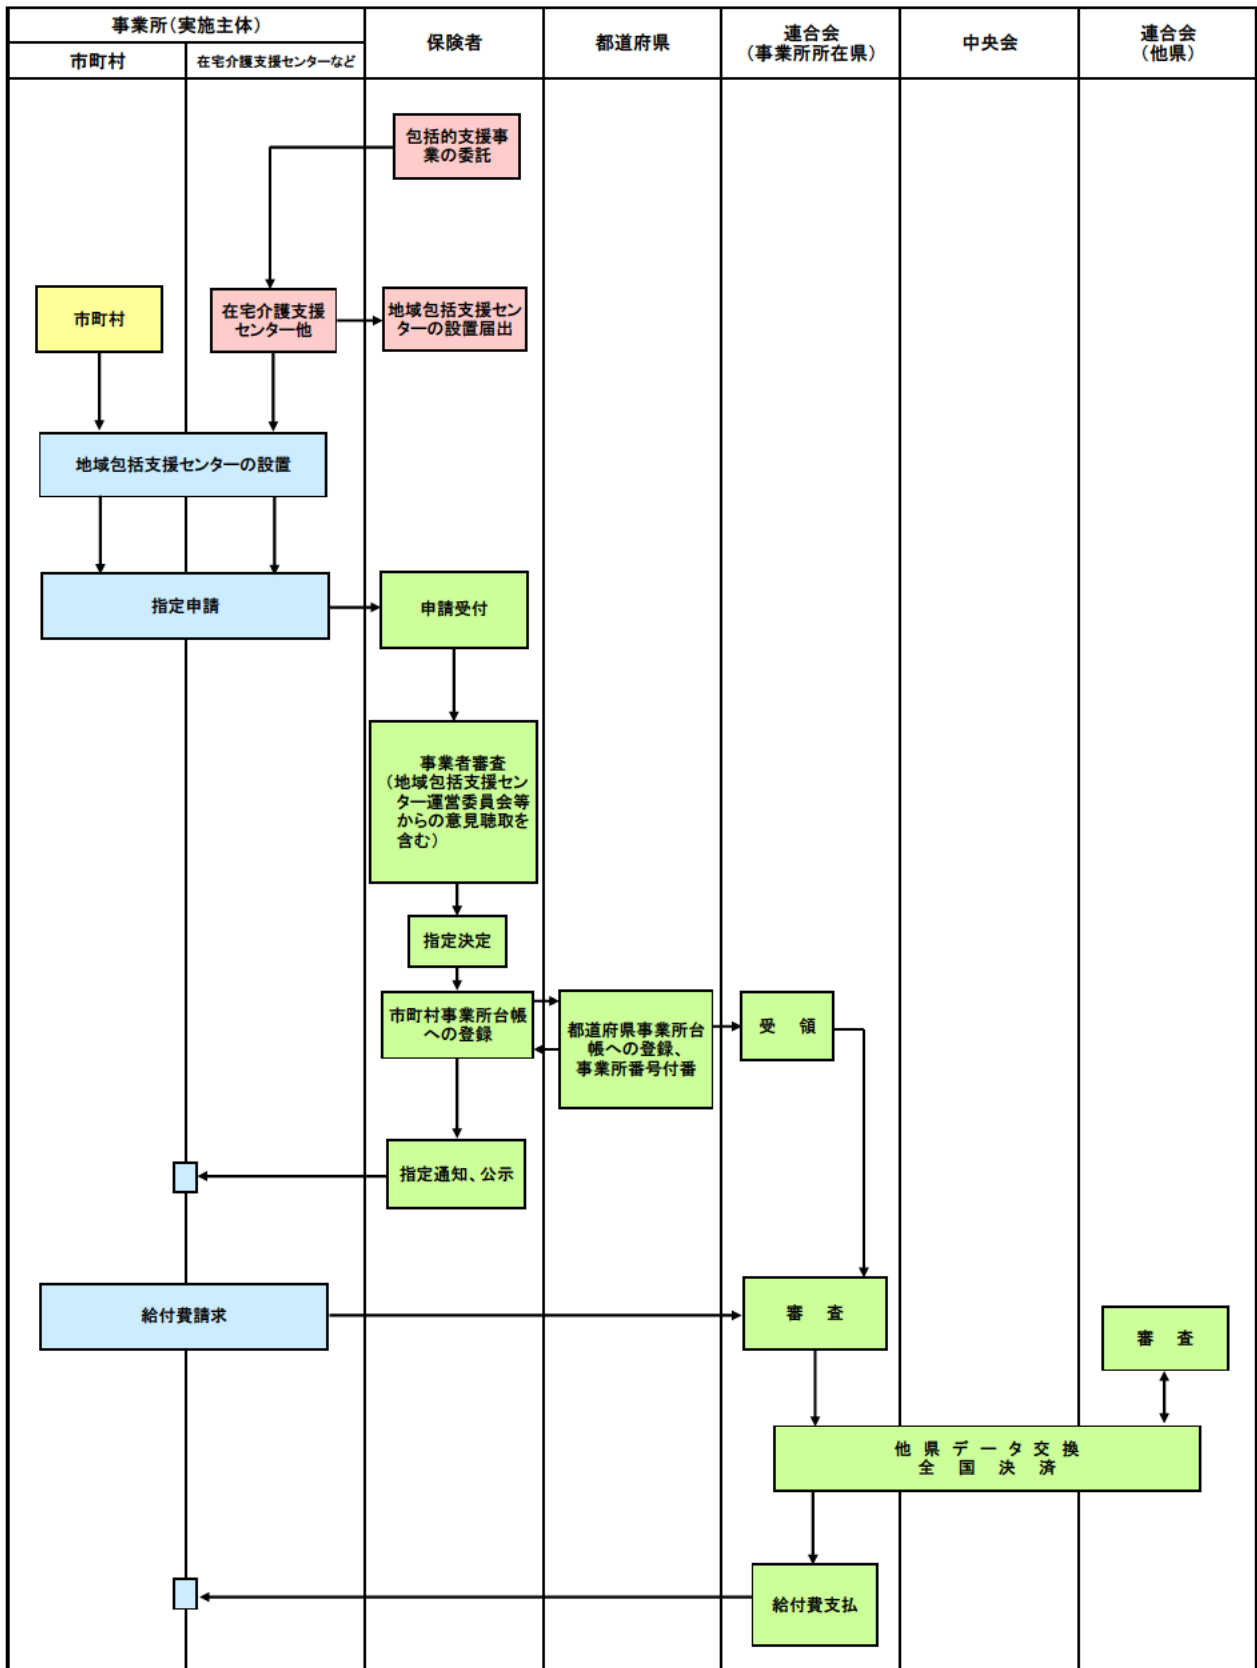 事業所(実施主体)
市町村
在宅介護支援センターなど
保険者
都道府県
連合会
(事業所所在県)
中央会
連合会
(他県)
包括的支援事
業の委託
市町村
在宅介護支援
センター他
地域包括支援セン
ターの設置届出
地域包括支援センターの設置
指定申請
申請受付
事業者審査
(地域包括支援セン
ター運営委員会等
からの意見聴取を
含む)
指定決定
市町村事業所台帳
への登録
都道府県事業所台
帳への登録、
事業所番号付番
受 領
指定通知、公示
給付費請求
審 査
審 査
他 県 デ ー タ 交 換
全 国 決 済
給付費支払